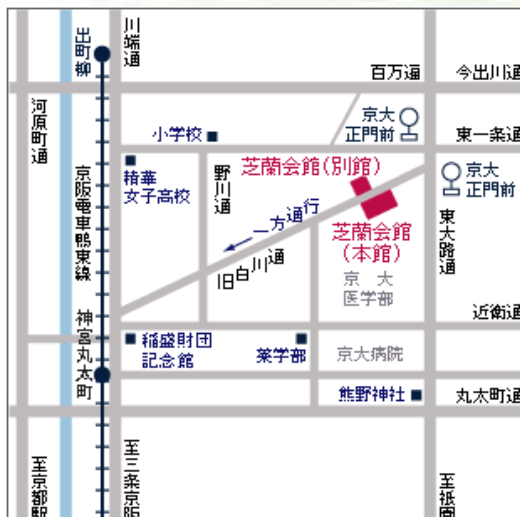 出町柳
川端通
百万遍
今出川通
河原町通
小学校
京大
正門前
東一条通
精華
女子高校
野川通
芝蘭会館(別館)
京大
正門前
京阪電車鴨東線
一方通行
旧白川通
芝蘭会館
(本館)
東大路通
京大
医学部
近衛通
神宮丸太町
稲盛財団
記念館
薬学部
京大病院
熊野神社
丸太町通
至京都駅
至三条京阪
至祇園